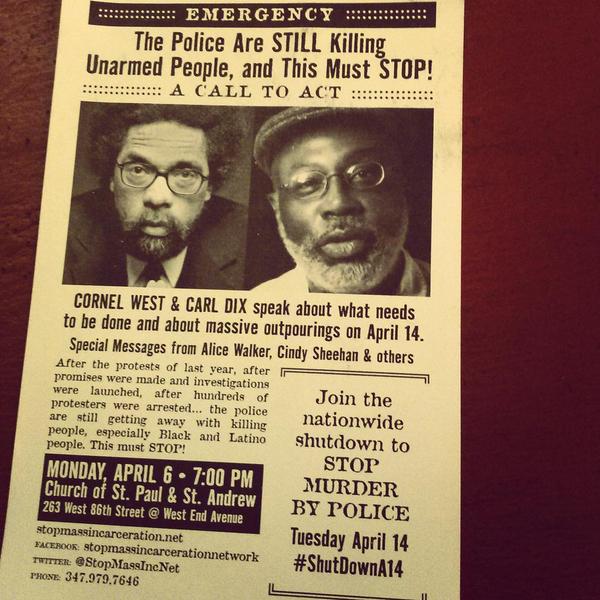 EMERGENCY
The Police Are STILL Killing
Unarmed People, and This Must STOP!
A CALL TO ACT
CORNEL WEST & CARL DIX speak about what needs
to be done and about massive outpourings on April 14.
Special Messages from Alice Walker, Cindy Sheehan & others
After the protests of last year, after
promises were made and investigations
were launched, after hundreds of
protesters were arrested... the police
are still getting away with killing
people, especially Black and Latino
people. This must STOP!
MONDAY, APRIL 6 • 7:00 PM
Church of St. Paul & St. Andrew
263 West 86th Street @ West End Avenue
stopmassincarceration.net
FACEBOOK: stopmassincarcerationnetwork
TWITTER: @StopMassIncNet
PHONE: 347.979.7646
Join the
nationwide
shutdown to
STOP
MURDER
BY POLICE
Tuesday April 14
#ShutDownA14